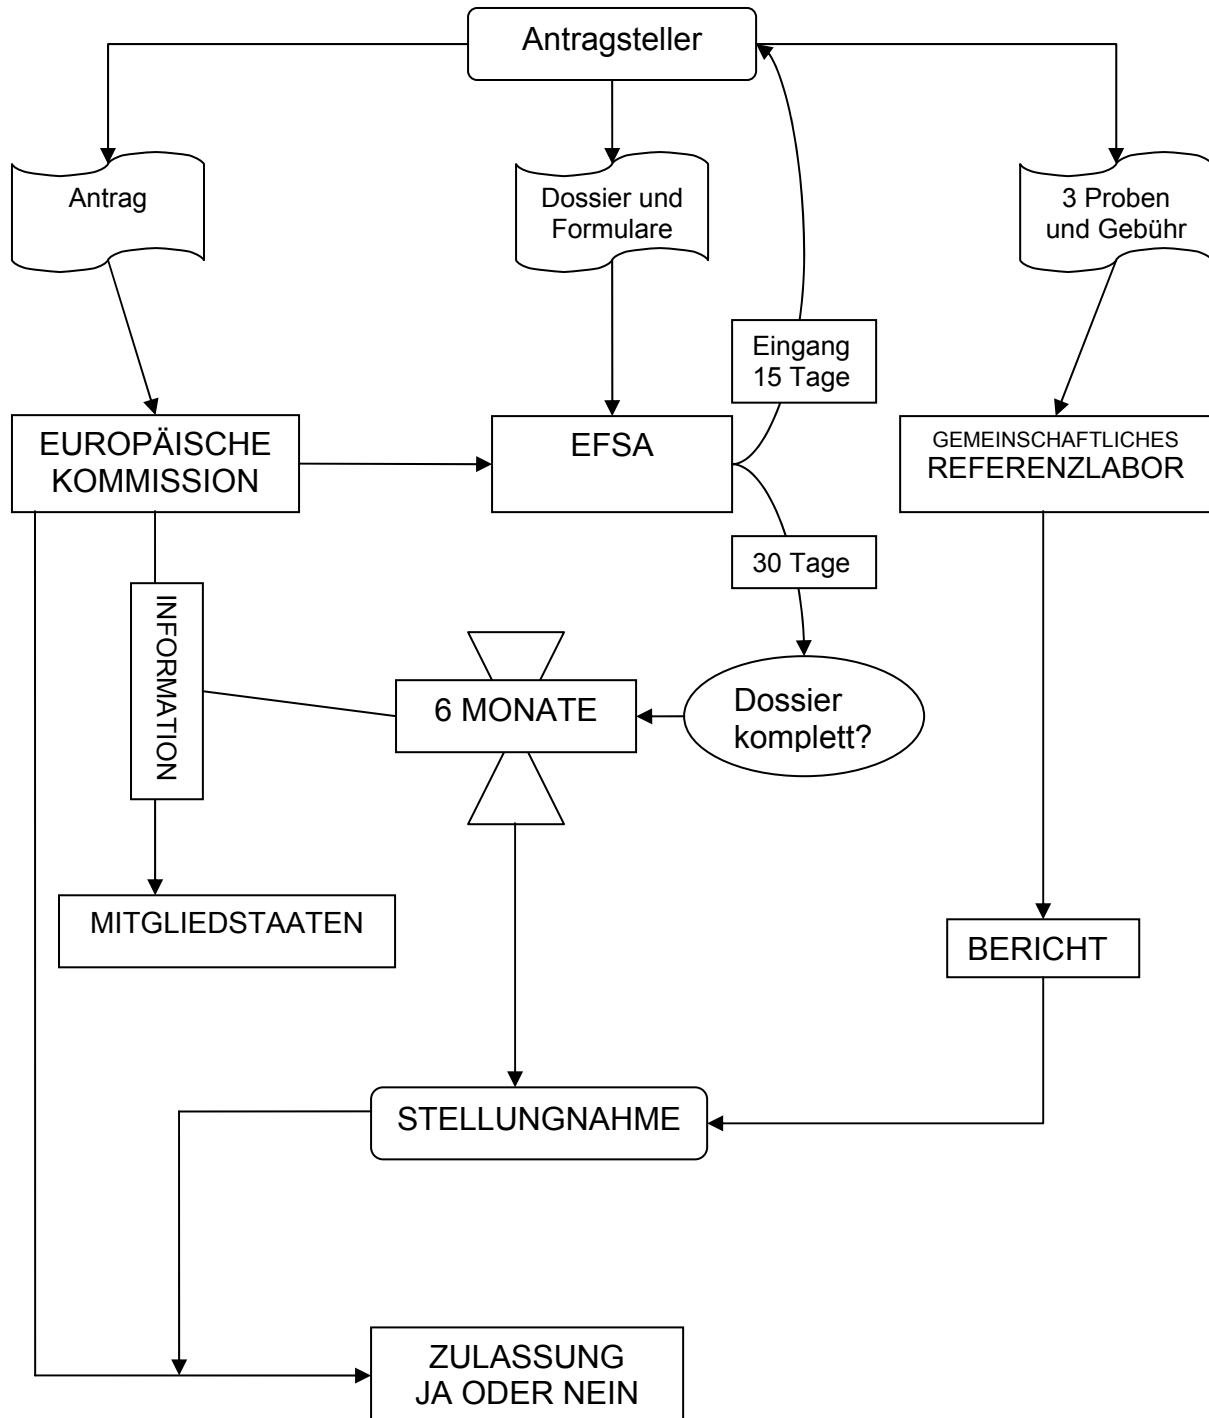 Antragsteller
Antrag
Dossier und
Formulare
3 Proben
und Gebühr
Eingang
15 Tage
EUROPÄISCHE
KOMMISSION
EFSA
GEMEINSCHAFTLICHES
REFERENZLABOR
30 Tage
INFORMATION
6 MONATE
Dossier
komplett?
MITGLIEDSTAATEN
BERICHT
STELLUNGNAHME
ZULASSUNG
JA ODER NEIN